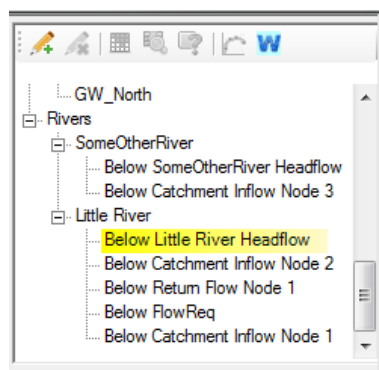 W
GW_North
Rivers
SomeOtherRiver
Below SomeOtherRiver Headflow
Below Catchment Inflow Node 3
Little River
Below Little River Headflow
Below Catchment Inflow Node 2
Below Return Flow Node 1
Below FlowReq
Below Catchment Inflow Node 1